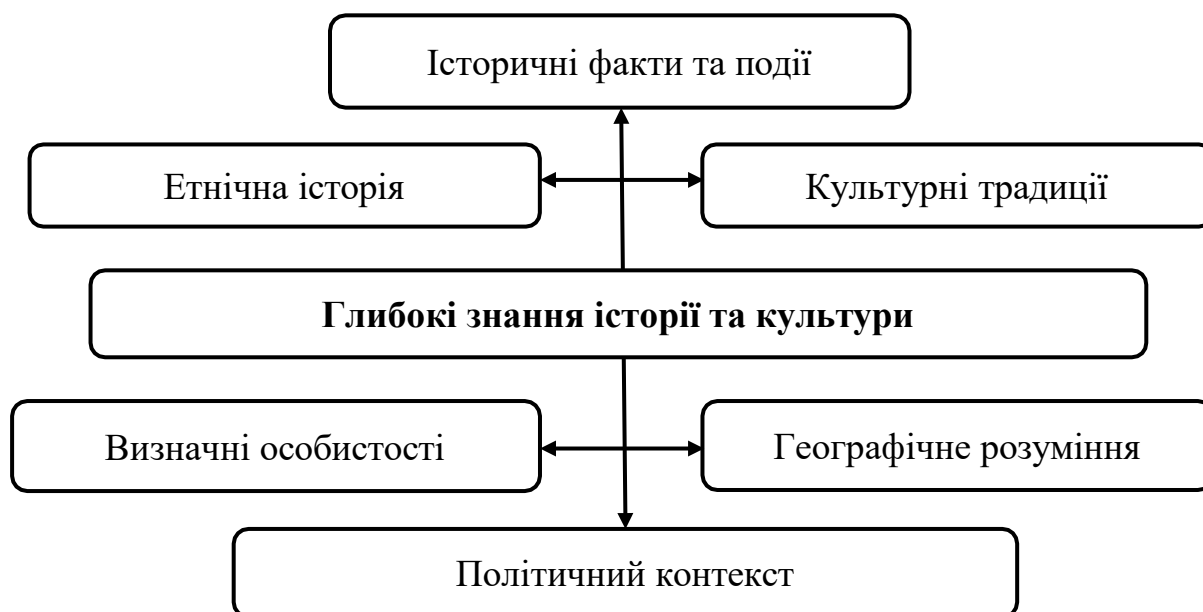 Історичні факти та події
Етнічна історія
Культурні традиції
Глибокі знання історії та культури
Визначні особистості
Географічне розуміння
Політичний контекст